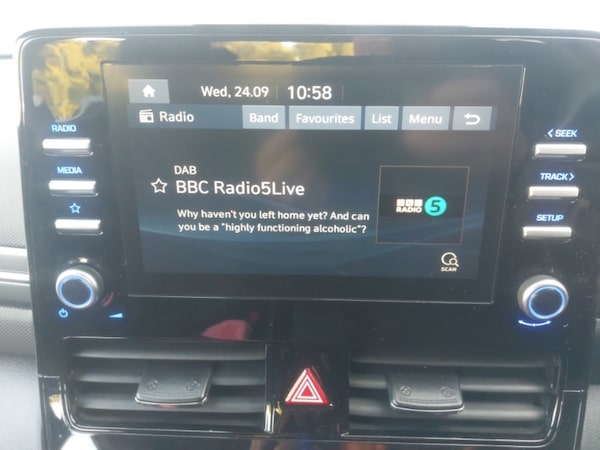 Wed, 24.09 10:58
Radio Band Favourites List Menu
RADIO
MEDIA
DAB
BBC Radio5Live
Why haven't you left home yet? And can
you be a "highly functioning alcoholic"?
BBC
RADIO 5
SCAN
< SEEK
TRACK >
SETUP